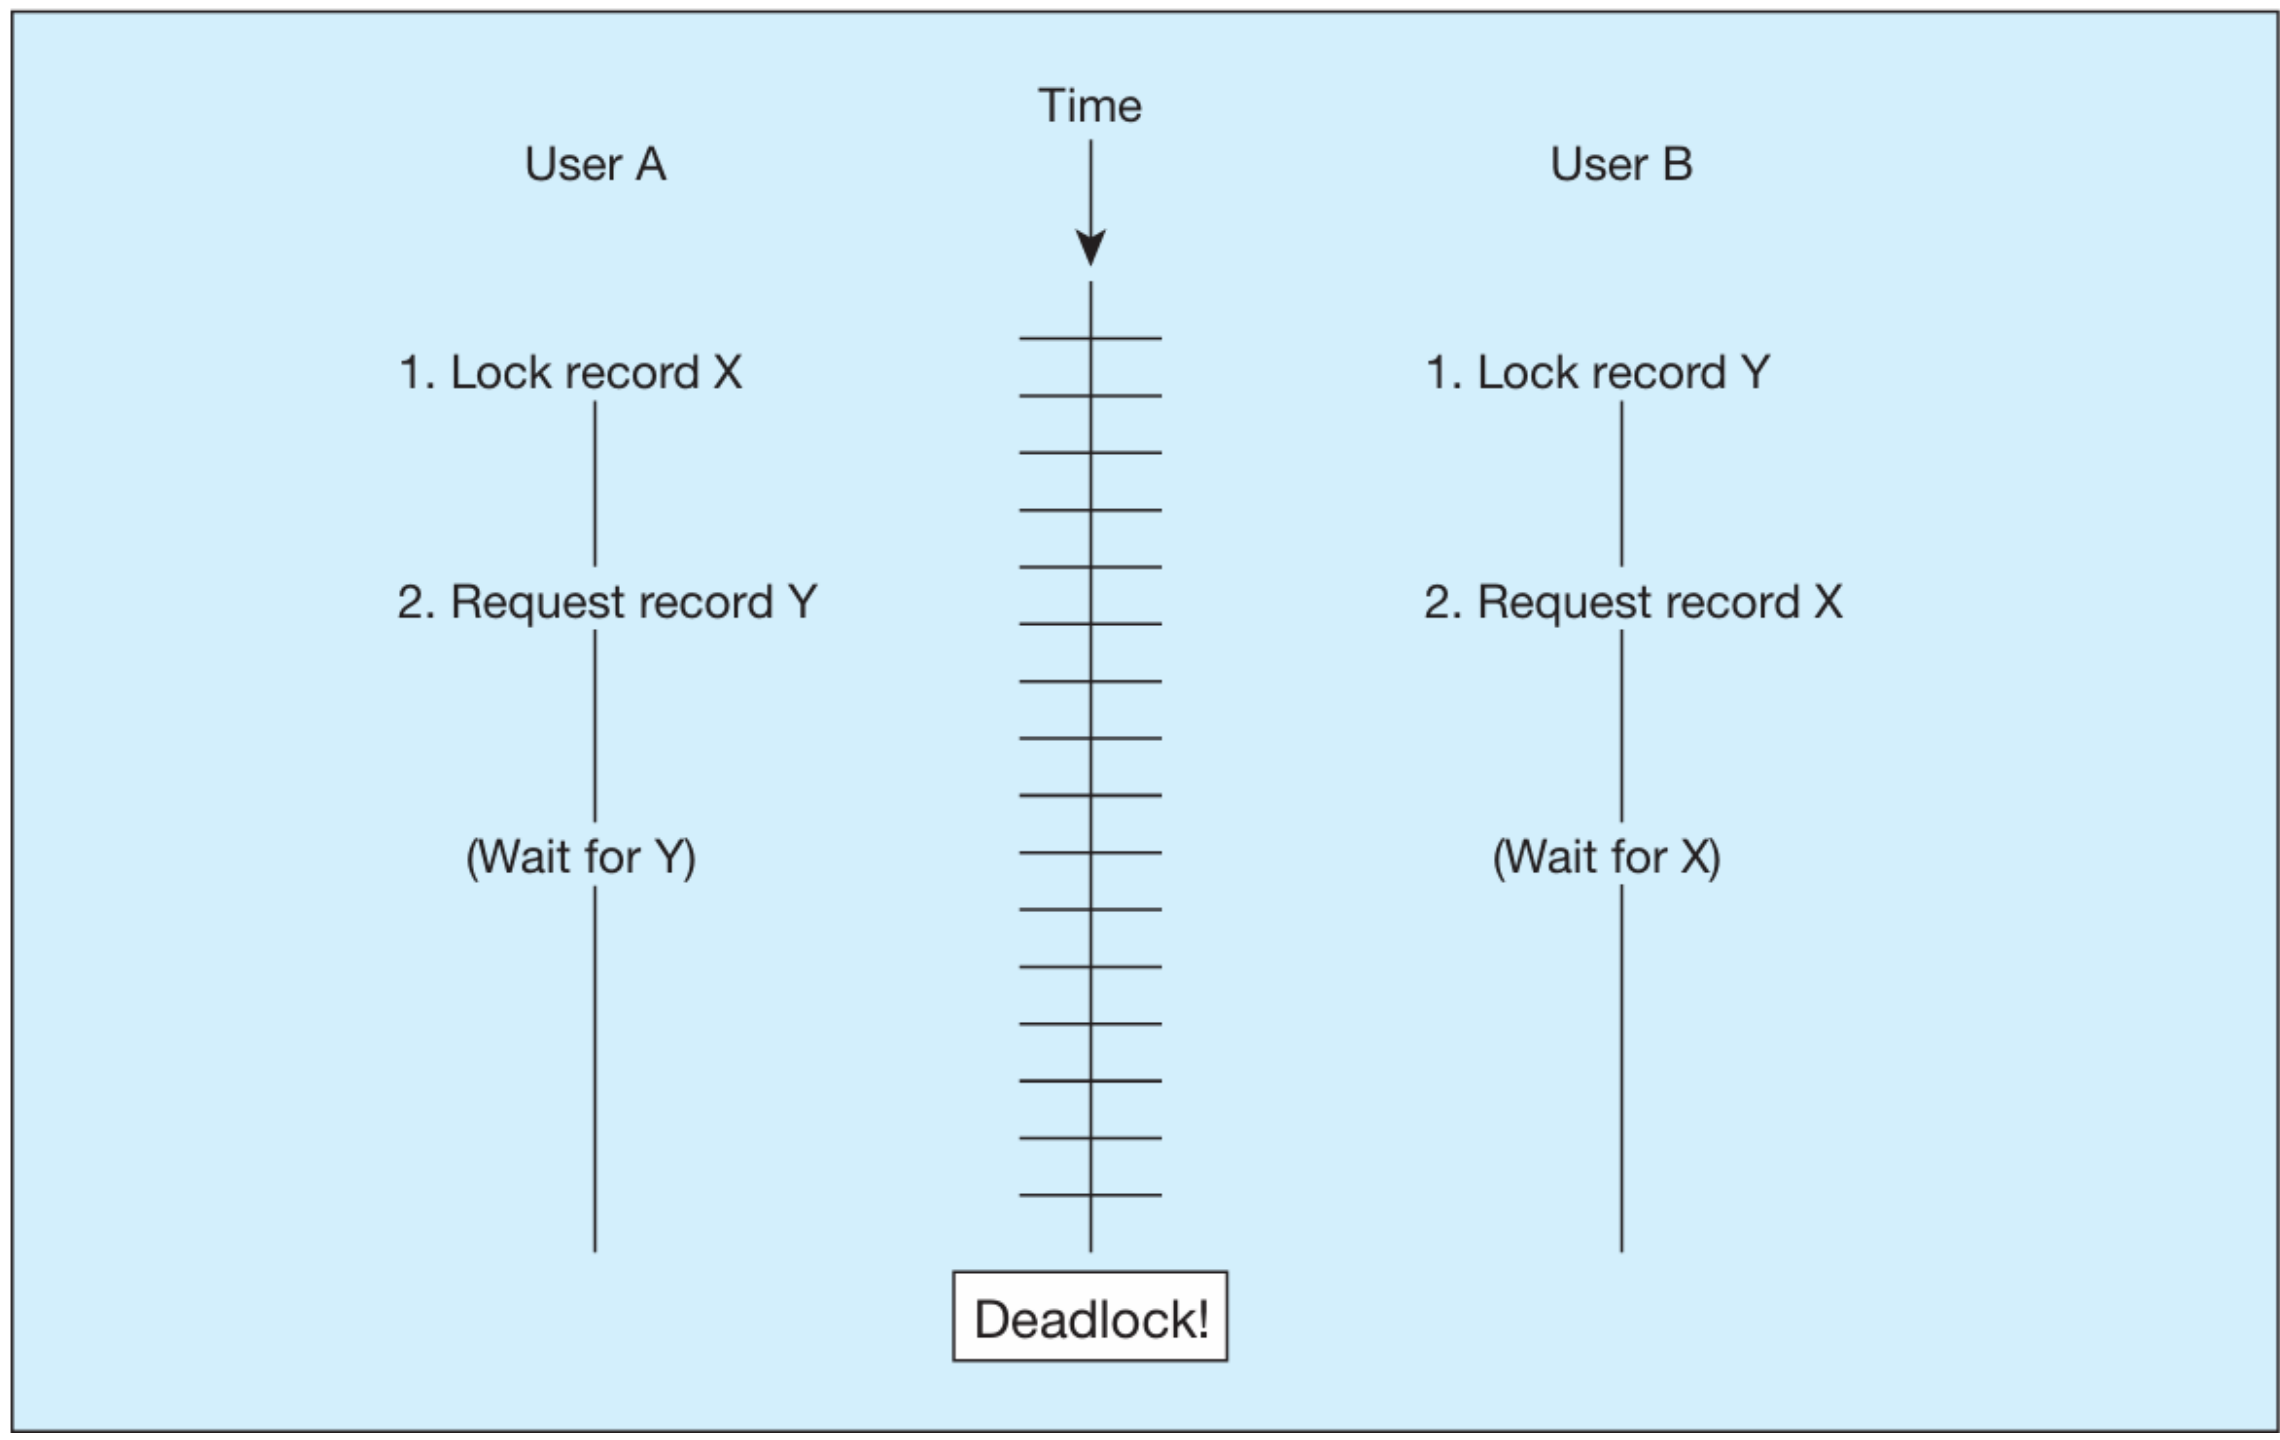 Time
User A
User B
1. Lock record X
1. Lock record Y
2. Request record Y
2. Request record X
(Wait for Y)
(Wait for X)
Deadlock!